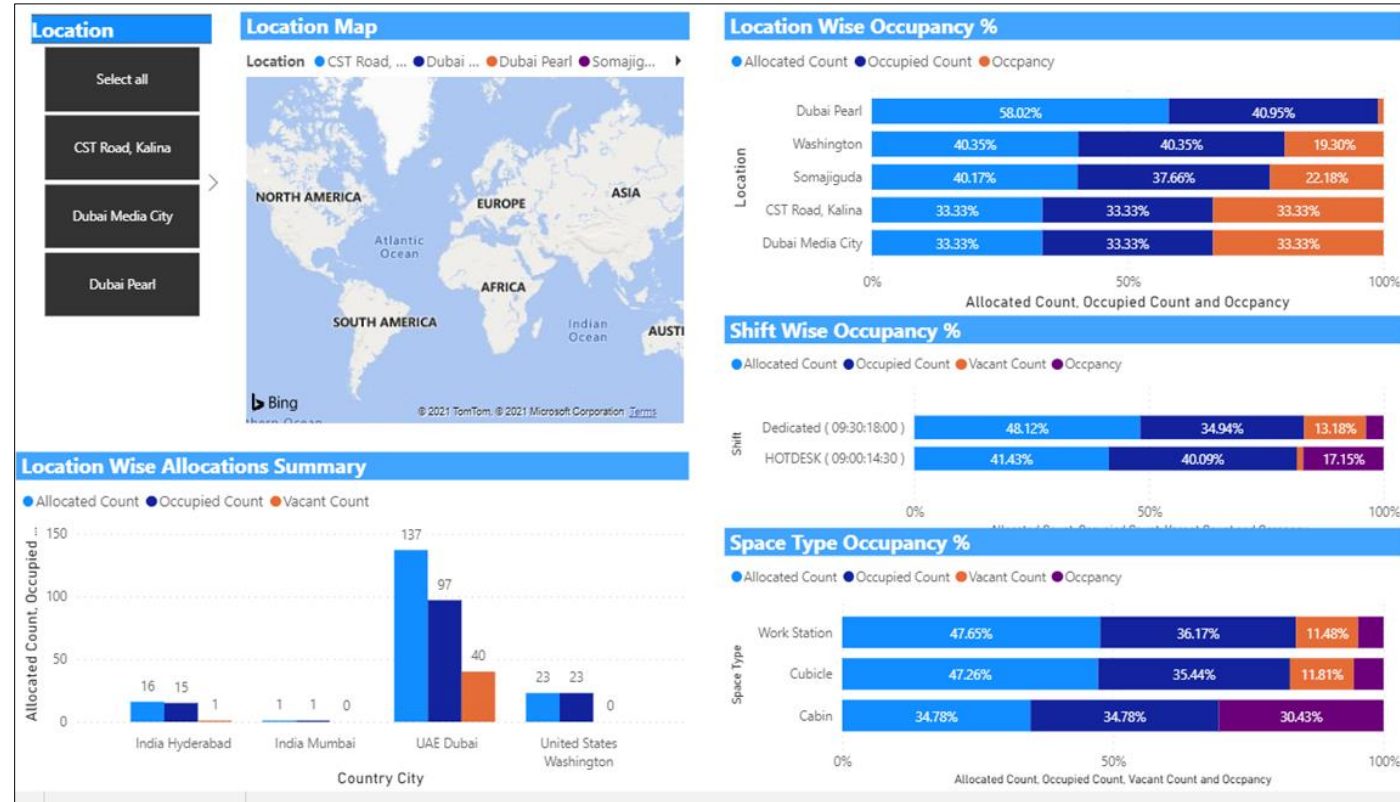 Location
Select all
CST Road, Kalina
Dubai Media City
Dubai Pearl
Location Map
Location CST Road, ... Dubai ... Dubai Pearl Somajig...
NORTH AMERICA
EUROPE
ASIA
Atlantic
Ocean
AFRICA
SOUTH AMERICA
Indian
Ocean
AUSTI
Bing
© 2021 TomTom, © 2021 Microsoft Corporation Terms
Location Wise Occupancy %
Allocated Count Occupied Count Occpancy
Location
Dubai Pearl 58.02% 40.95%
Washington 40.35% 40.35% 19.30%
Somajiguda 40.17% 37.66% 22.18%
CST Road, Kalina 33.33% 33.33% 33.33%
Dubai Media City 33.33% 33.33% 33.33%
0% 50% 100%
Allocated Count, Occupied Count and Occpancy
Shift Wise Occupancy %
Allocated Count Occupied Count Vacant Count Occpancy
Shift
Dedicated ( 09:30:18:00 ) 48.12% 34.94% 13.18%
HOTDESK ( 09:00:14:30 ) 41.43% 40.09% 17.15%
0% 50% 100%
Location Wise Allocations Summary
Allocated Count Occupied Count Vacant Count
Allocated Count, Occupied ...
150
100
50
0
16 15 1
1 1 0
137 97 40
23 23 0
India Hyderabad India Mumbai UAE Dubai United States
Washington
Country City
Space Type Occupancy %
Allocated Count Occupied Count Vacant Count Occpancy
Space Type
Work Station 47.65% 36.17% 11.48%
Cubicle 47.26% 35.44% 11.81%
Cabin 34.78% 34.78% 30.43%
0% 50% 100%
Allocated Count, Occupied Count, Vacant Count and Occpancy